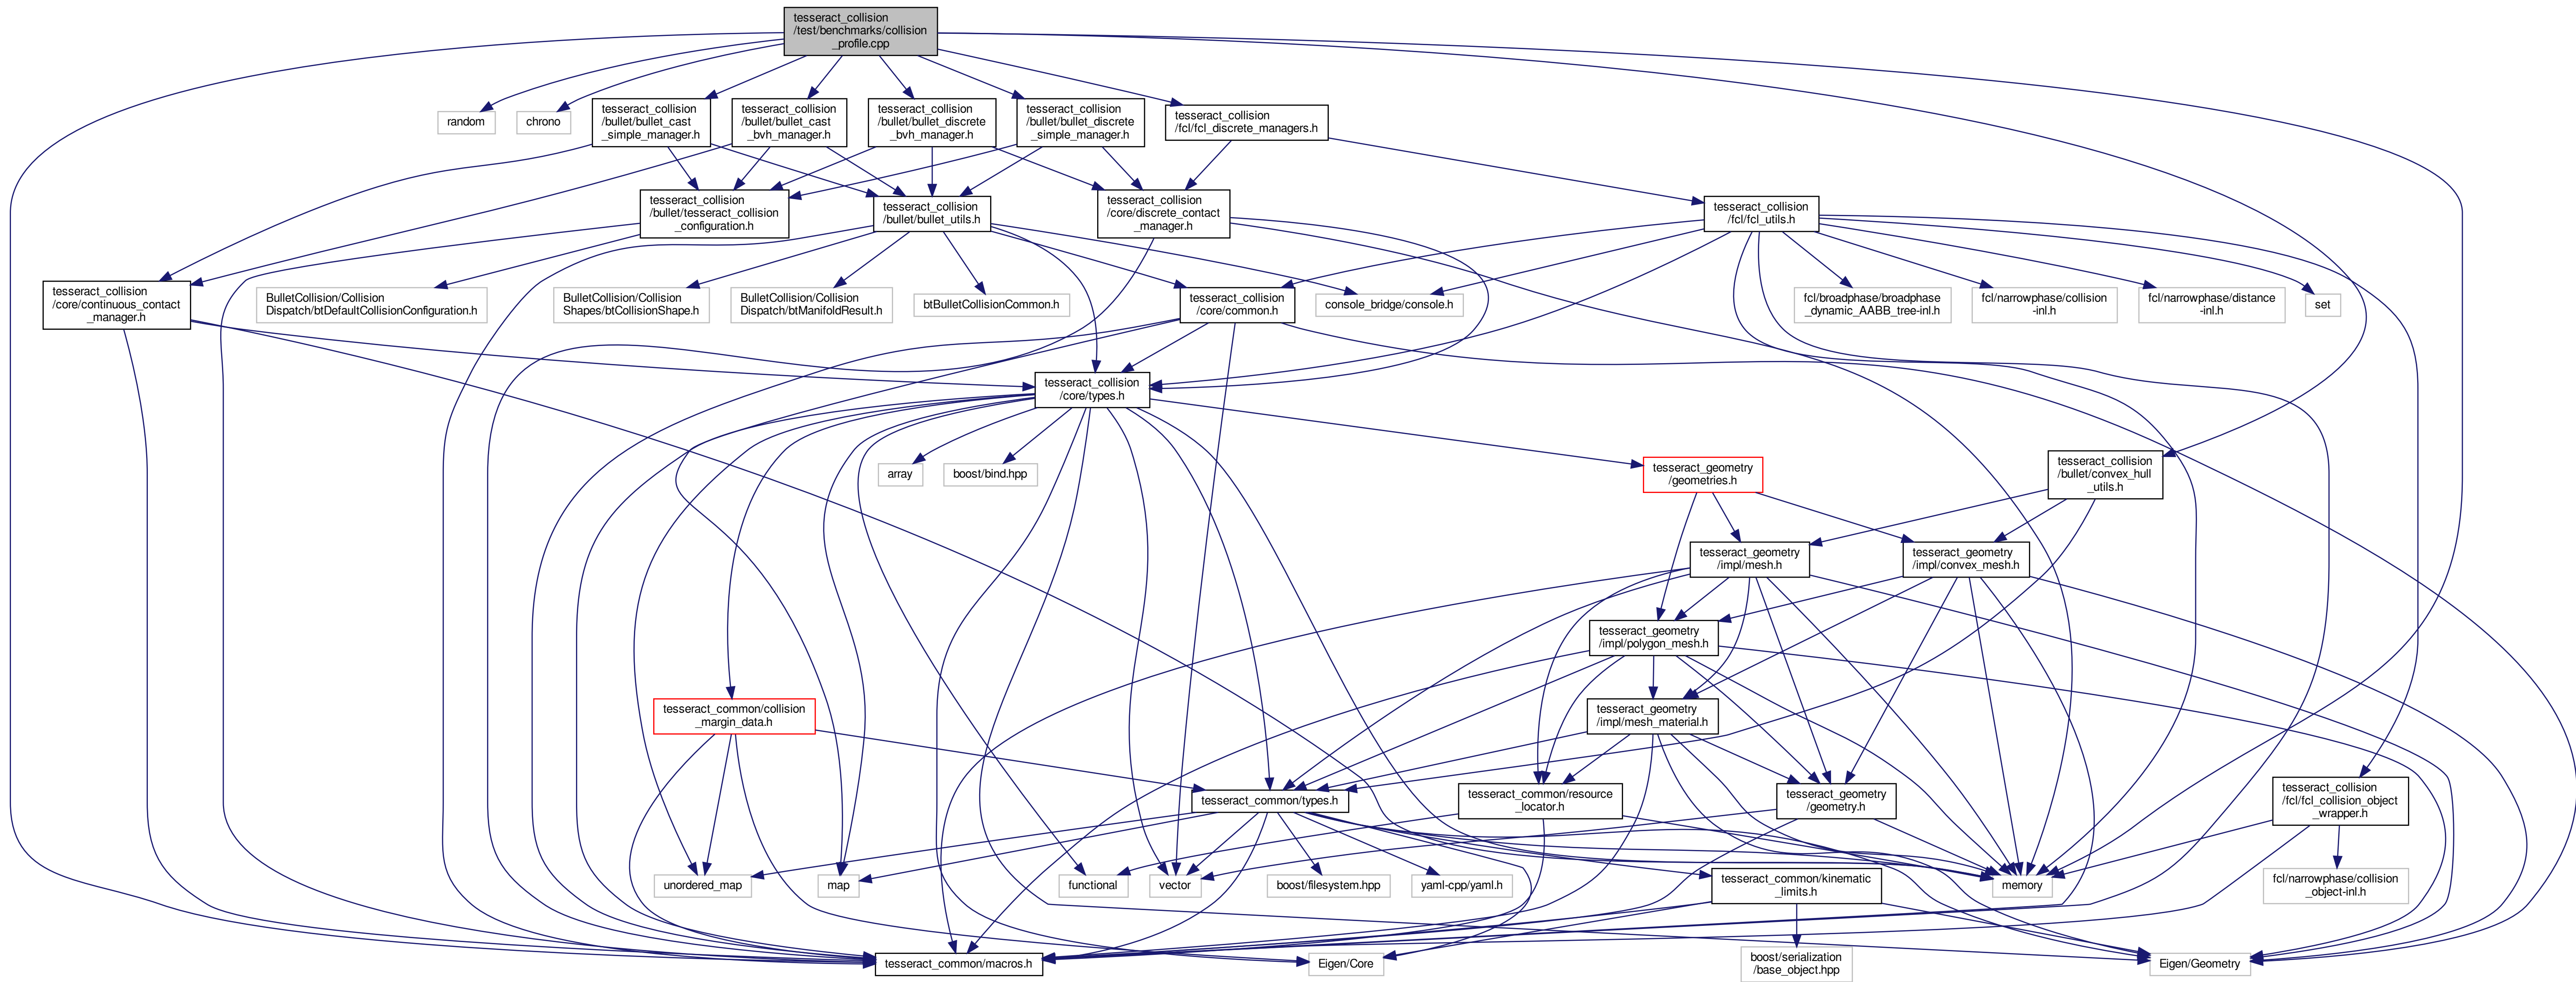 tesseract_collision
/test/benchmarks/collision
_profile.cpp
random
chrono
tesseract_collision
/bullet/bullet_cast
_simple_manager.h
tesseract_collision
/bullet/bullet_cast
_bvh_manager.h
tesseract_collision
/bullet/bullet_discrete
_bvh_manager.h
tesseract_collision
/bullet/bullet_discrete
_simple_manager.h
tesseract_collision
/fcl/fcl_discrete_managers.h
tesseract_collision
/bullet/tesseract_collision
_configuration.h
tesseract_collision
/bullet/bullet_utils.h
tesseract_collision
/core/discrete_contact
_manager.h
tesseract_collision
/fcl/fcl_utils.h
tesseract_collision
/core/continuous_contact
_manager.h
BulletCollision/Collision
Dispatch/btDefaultCollisionConfiguration.h
BulletCollision/Collision
Shapes/btCollisionShape.h
BulletCollision/Collision
Dispatch/btManifoldResult.h
btBulletCollisionCommon.h
tesseract_collision
/core/common.h
console_bridge/console.h
fcl/broadphase/broadphase
_dynamic_AABB_tree-inl.h
fcl/narrowphase/collision
-inl.h
fcl/narrowphase/distance
-inl.h
set
tesseract_collision
/core/types.h
array
boost/bind.hpp
tesseract_geometry
/geometries.h
tesseract_collision
/bullet/convex_hull
_utils.h
tesseract_geometry
/impl/mesh.h
tesseract_geometry
/impl/convex_mesh.h
tesseract_geometry
/impl/polygon_mesh.h
tesseract_common/collision
_margin_data.h
tesseract_geometry
/impl/mesh_material.h
tesseract_common/types.h
tesseract_common/resource
_locator.h
tesseract_geometry
/geometry.h
tesseract_collision
/fcl/fcl_collision_object
_wrapper.h
unordered_map
map
functional
vector
boost/filesystem.hpp
yaml-cpp/yaml.h
tesseract_common/kinematic
_limits.h
memory
fcl/narrowphase/collision
_object-inl.h
tesseract_common/macros.h
Eigen/Core
boost/serialization
/base_object.hpp
Eigen/Geometry